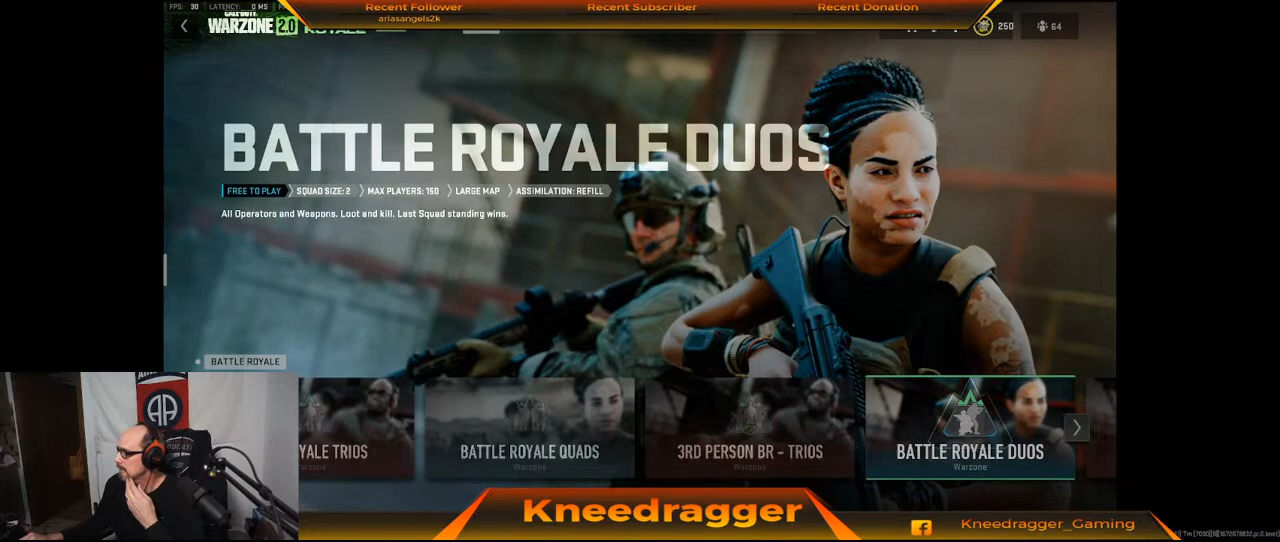 FPS: 30 LATENCY: 0 MS
Recent Follower
ariasangels2k
Recent Subscriber
Recent Donation
CALL OF DUTY
WARZONE 2.0
250
64
BATTLE ROYALE DUOS
FREE TO PLAY SQUAD SIZE: 2 MAX PLAYERS: 150 LARGE MAP ASSIMILATION: REFILL
All Operators and Weapons. Loot and kill. Last Squad standing wins.
BATTLE ROYALE
YALE TRIOS
Warzone
BATTLE ROYALE QUADS
Warzone
3RD PERSON BR - TRIOS
Warzone
BATTLE ROYALE DUOS
Warzone
AA
DUCATI
Kneedragger
Kneedragger_Gaming